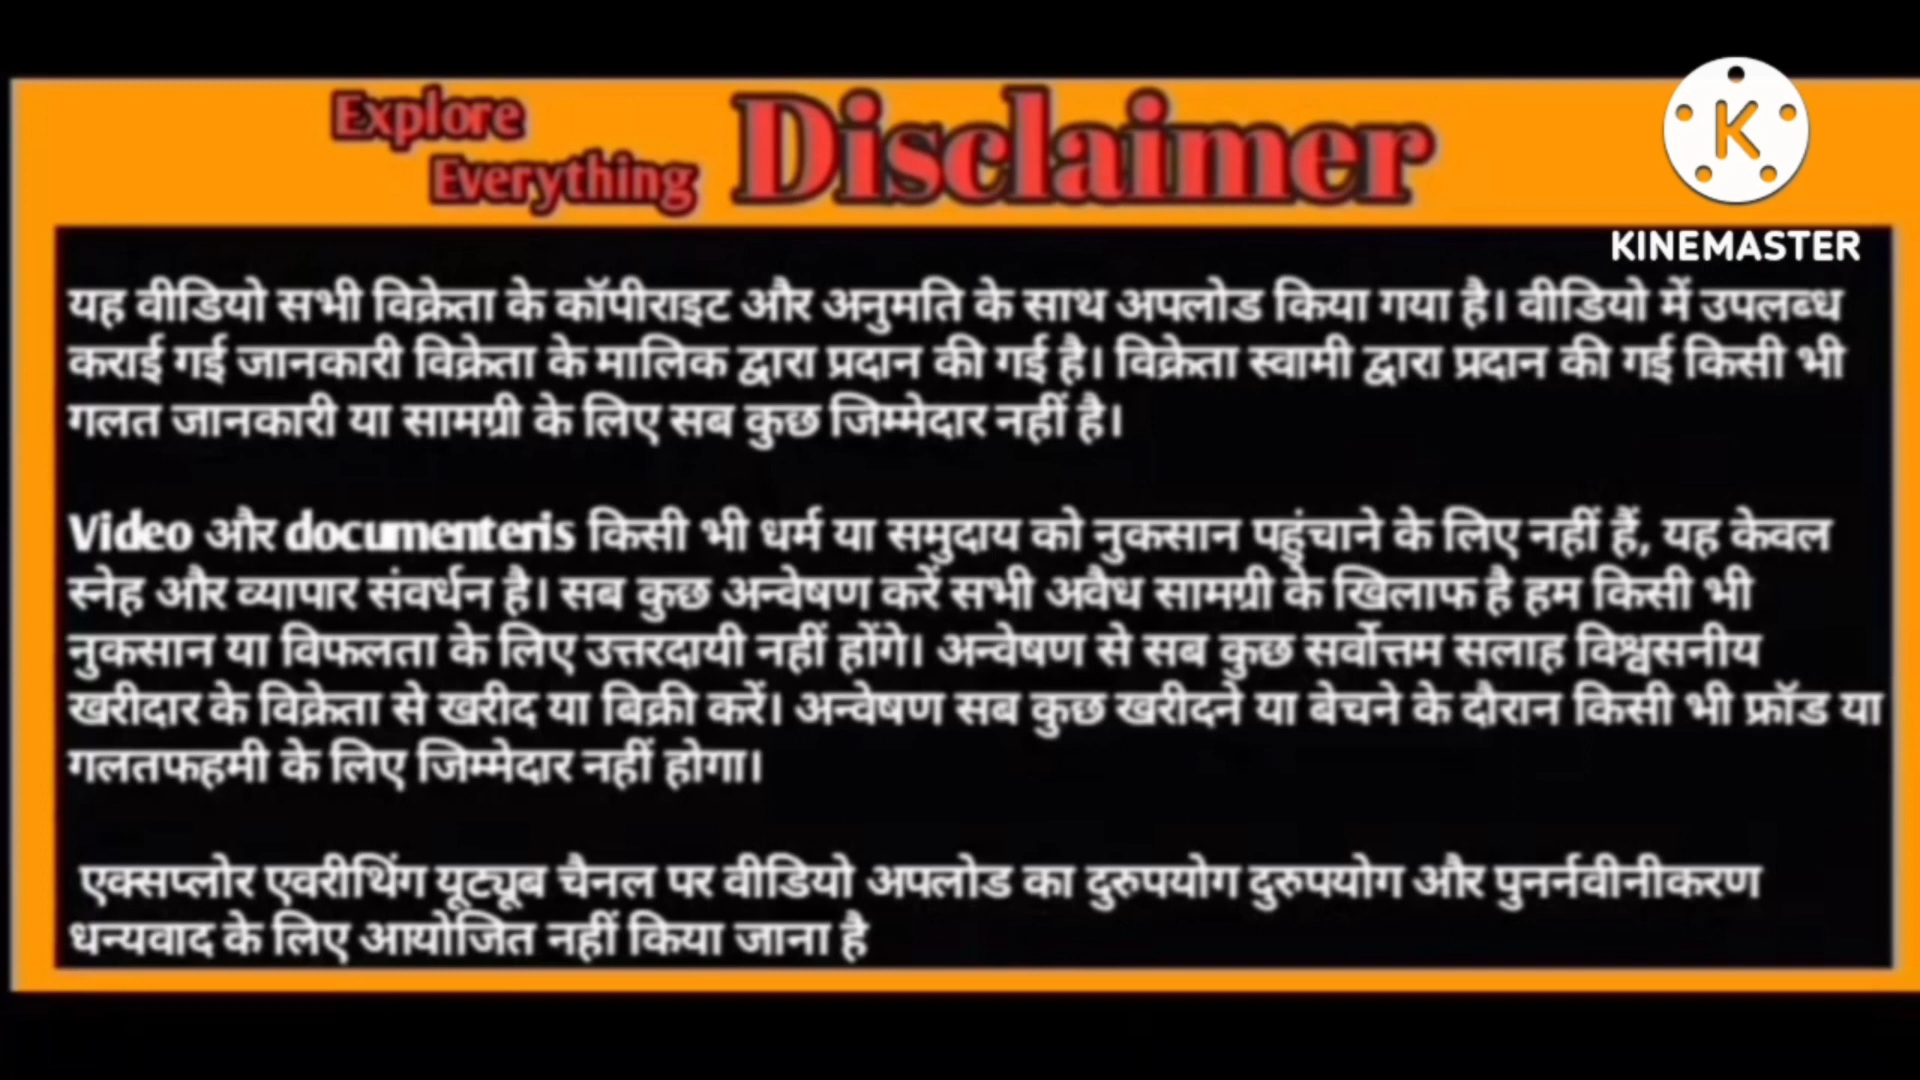 Explore
Everything
Disclaimer
KINEMASTER
यह वीडियो सभी विक्रेता के कॉपीराइट और अनुमति के साथ अपलोड किया गया है। वीडियो में उपलब्ध
कराई गई जानकारी विक्रेता के मालिक द्वारा प्रदान की गई है। विक्रेता स्वामी द्वारा प्रदान की गई किसी भी
गलत जानकारी या सामग्री के लिए सब कुछ जिम्मेदार नहीं है।
Video और documenteris किसी भी धर्म या समुदाय को नुकसान पहुंचाने के लिए नहीं हैं, यह केवल
स्नेह और व्यापार संवर्धन है। सब कुछ अन्वेषण करें सभी अवैध सामग्री के खिलाफ है हम किसी भी
नुकसान या विफलता के लिए उत्तरदायी नहीं होंगे। अन्वेषण से सब कुछ सर्वोत्तम सलाह विश्वसनीय
खरीदार के विक्रेता से खरीद या बिक्री करें। अन्वेषण सब कुछ खरीदने या बेचने के दौरान किसी भी फ्रॉड या
गलतफहमी के लिए जिम्मेदार नहीं होगा।
एक्सप्लोर एवरीथिंग यूट्यूब चैनल पर वीडियो अपलोड का दुरुपयोग दुरुपयोग और पुनर्नवीनीकरण
धन्यवाद के लिए आयोजित नहीं किया जाना है